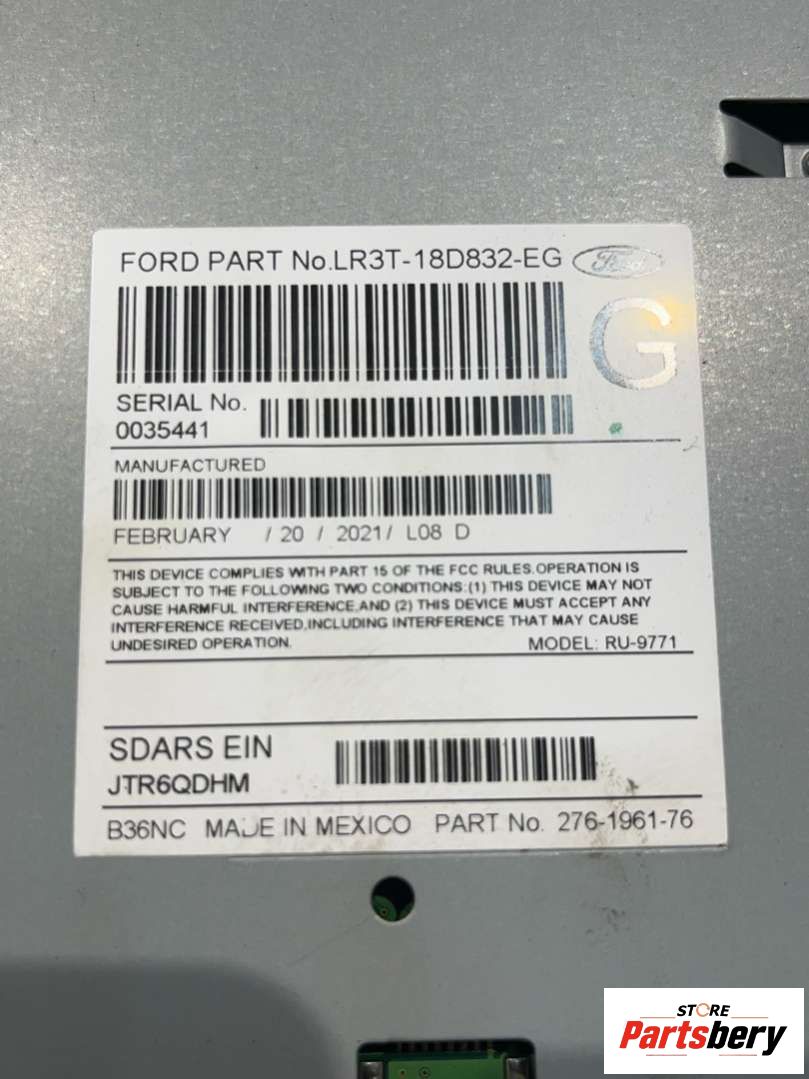 FORD PART No.LR3T-18D832-EG Ford
G
SERIAL No.
0035441
MANUFACTURED
FEBRUARY / 20 / 2021/ L08 D
THIS DEVICE COMPLIES WITH PART 15 OF THE FCC RULES.OPERATION IS
SUBJECT TO THE FOLLOWING TWO CONDITIONS:(1) THIS DEVICE MAY NOT
CAUSE HARMFUL INTERFERENCE,AND (2) THIS DEVICE MUST ACCEPT ANY
INTERFERENCE RECEIVED,INCLUDING INTERFERENCE THAT MAY CAUSE
UNDESIRED OPERATION. MODEL: RU-9771
SDARS EIN
JTR6QDHM
B36NC MADE IN MEXICO PART No. 276-1961-76
STORE
Partsbery